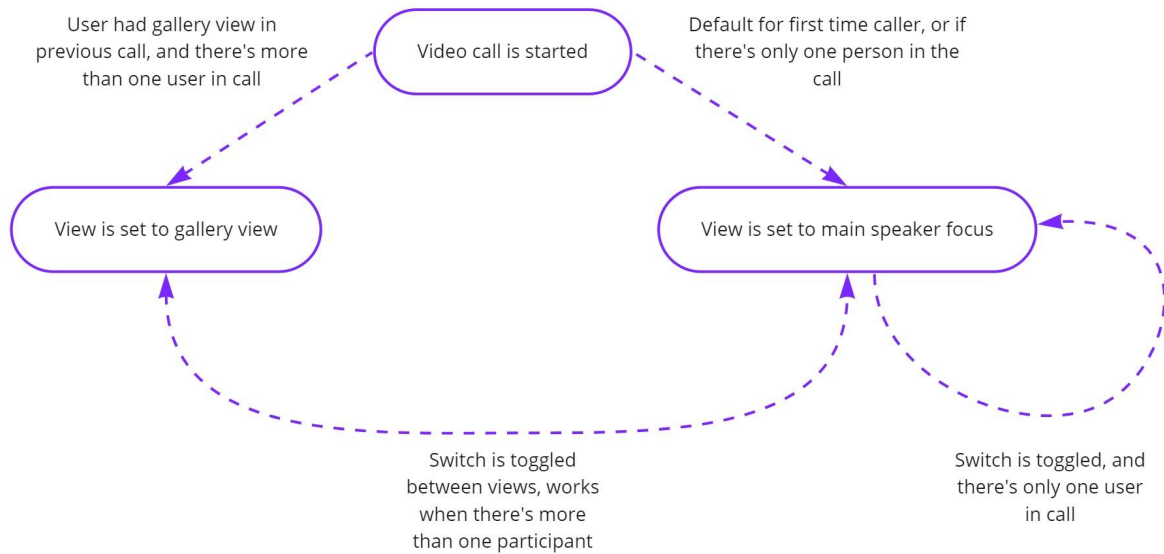 User had gallery view in
previous call, and there's more
than one user in call
Video call is started
Default for first time caller, or if
there's only one person in the
call
View is set to gallery view
View is set to main speaker focus
Switch is toggled
between views, works
when there's more
than one participant
Switch is toggled, and
there's only one user
in call